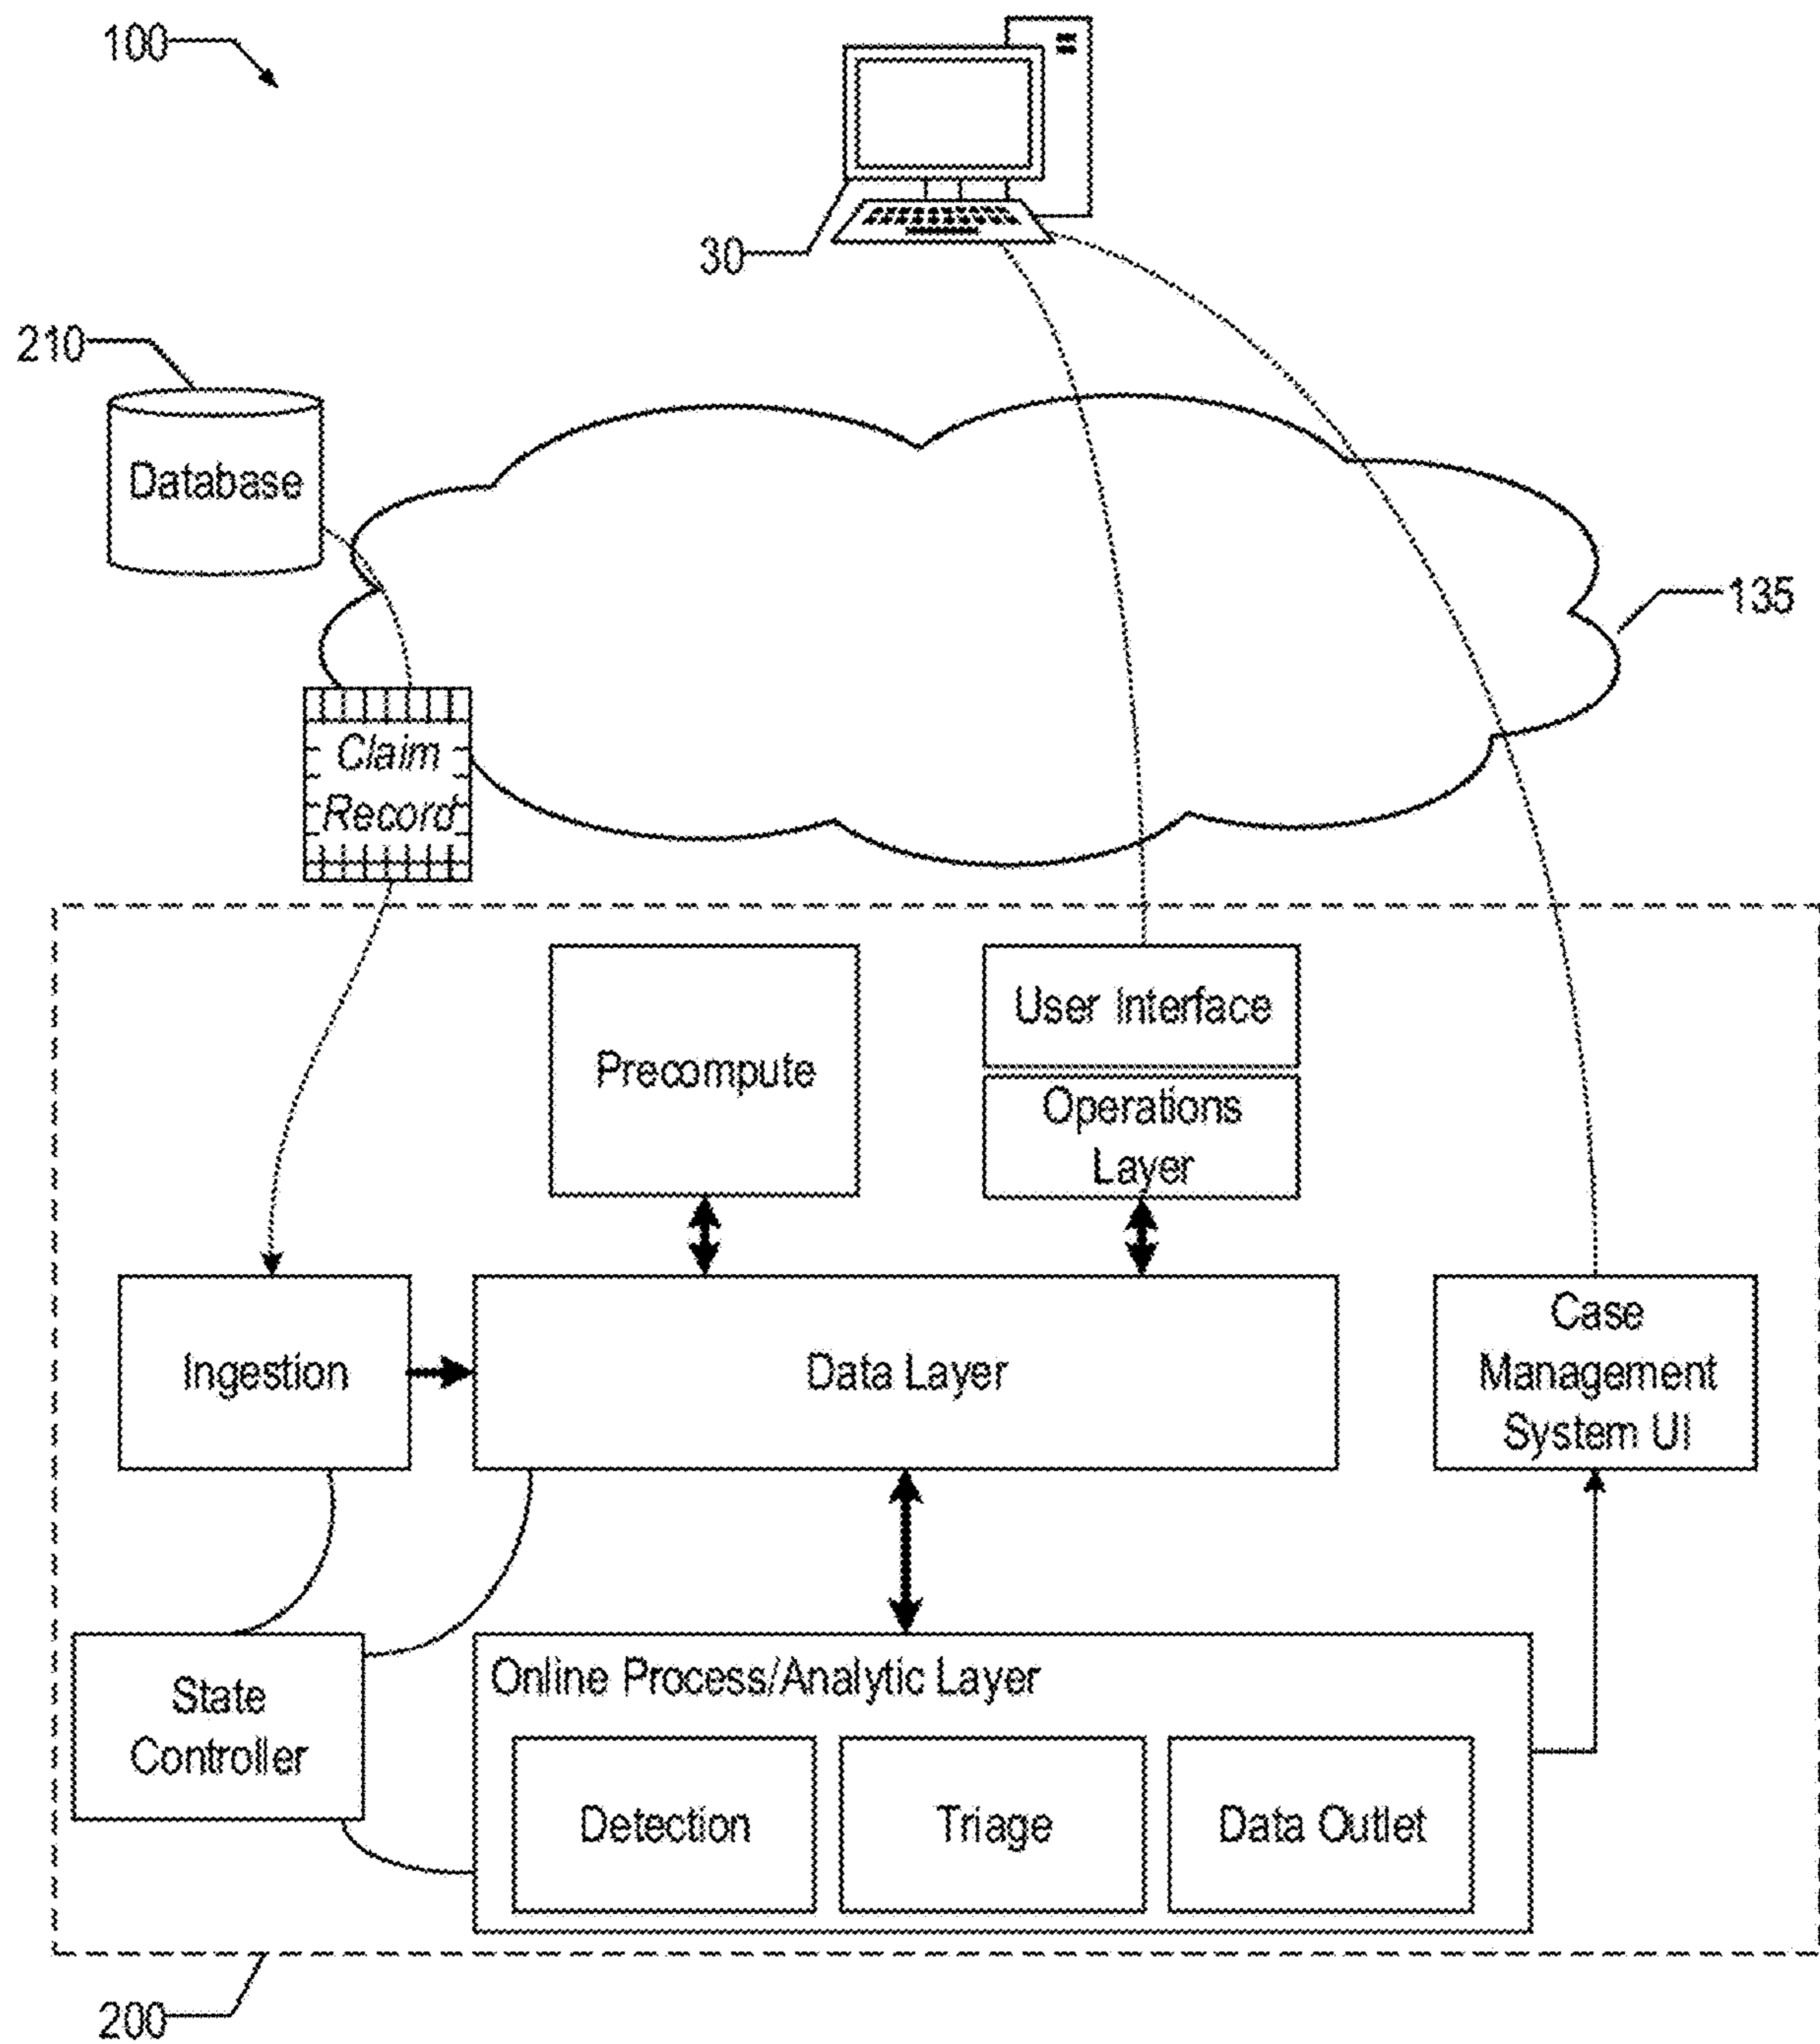 100
30
210
Database
135
Claim
Record
User Interface
Precompute
Operations
Layer
Ingestion
Data Layer
Case
Management
System UI
State
Controller
Online Process/Analytic Layer
Detection
Triage
Data Outlet
200